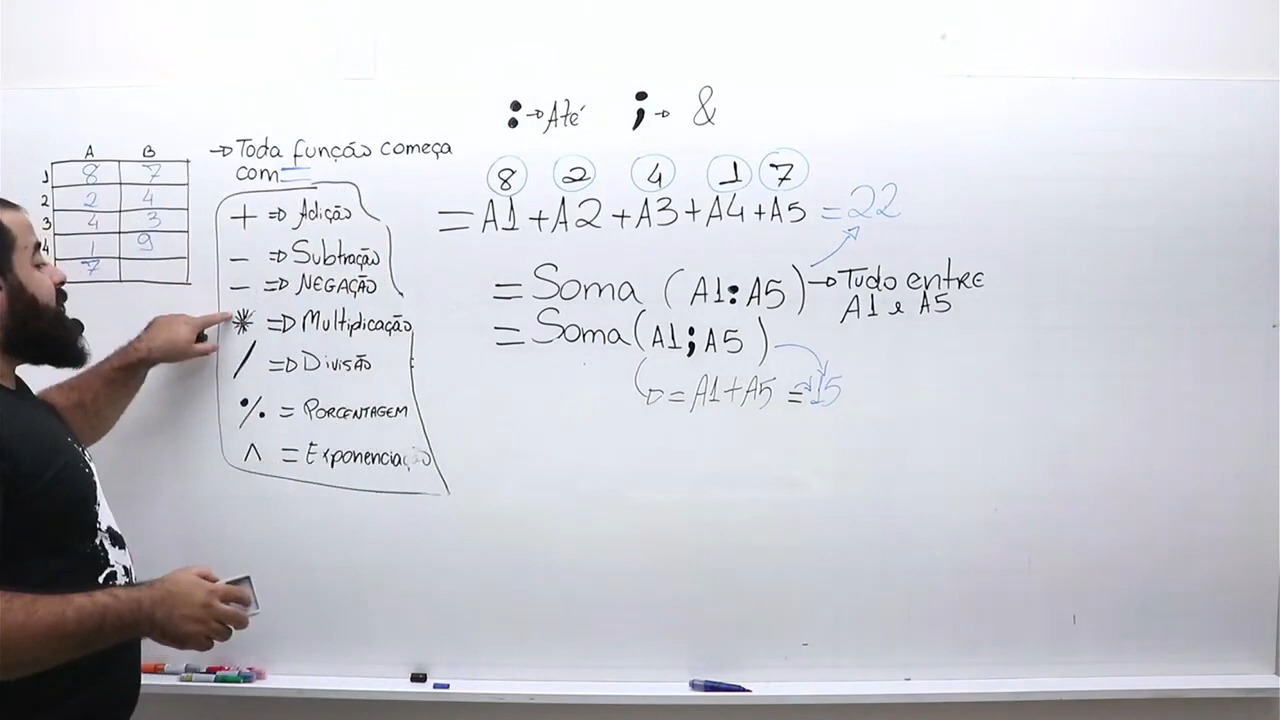 : → Até ; → &
A B
1 8 7
2 2 4
3 4 3
4 1 9
7
→ Toda função começa
com =
+ ⇒ Adição
- ⇒ Subtração
- ⇒ NEGAÇÃO
* ⇒ Multiplicação
/ ⇒ Divisão
% = PORCENTAGEM
^ = Exponenciação
8 2 4 1 7
= A1 + A2 + A3 + A4 + A5 = 22
= Soma (A1:A5) → Tudo entre
A1 e A5
= Soma (A1;A5)
→ = A1 + A5 = 15